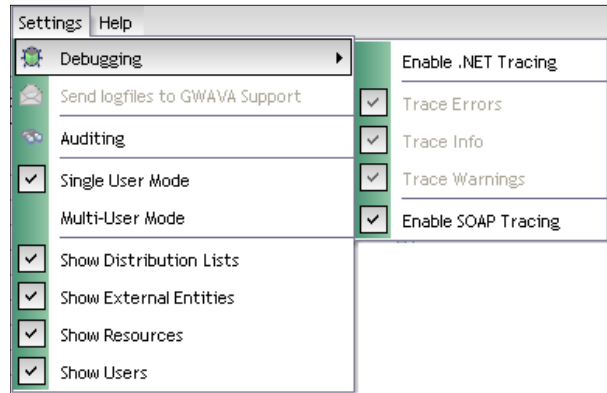 Settings Help
Debugging
Send logfiles to GWAVA Support
Auditing
Single User Mode
Multi-User Mode
Show Distribution Lists
Show External Entities
Show Resources
Show Users
Enable .NET Tracing
Trace Errors
Trace Info
Trace Warnings
Enable SOAP Tracing